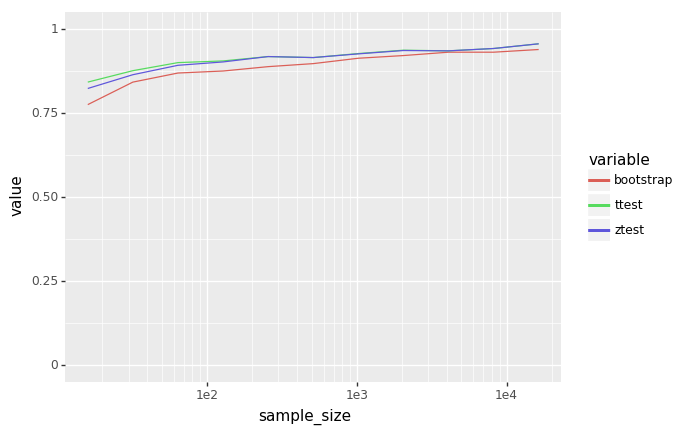 1
0.75
0.50
0.25
0
value
1e2
1e3
1e4
sample_size
variable
bootstrap
ttest
ztest